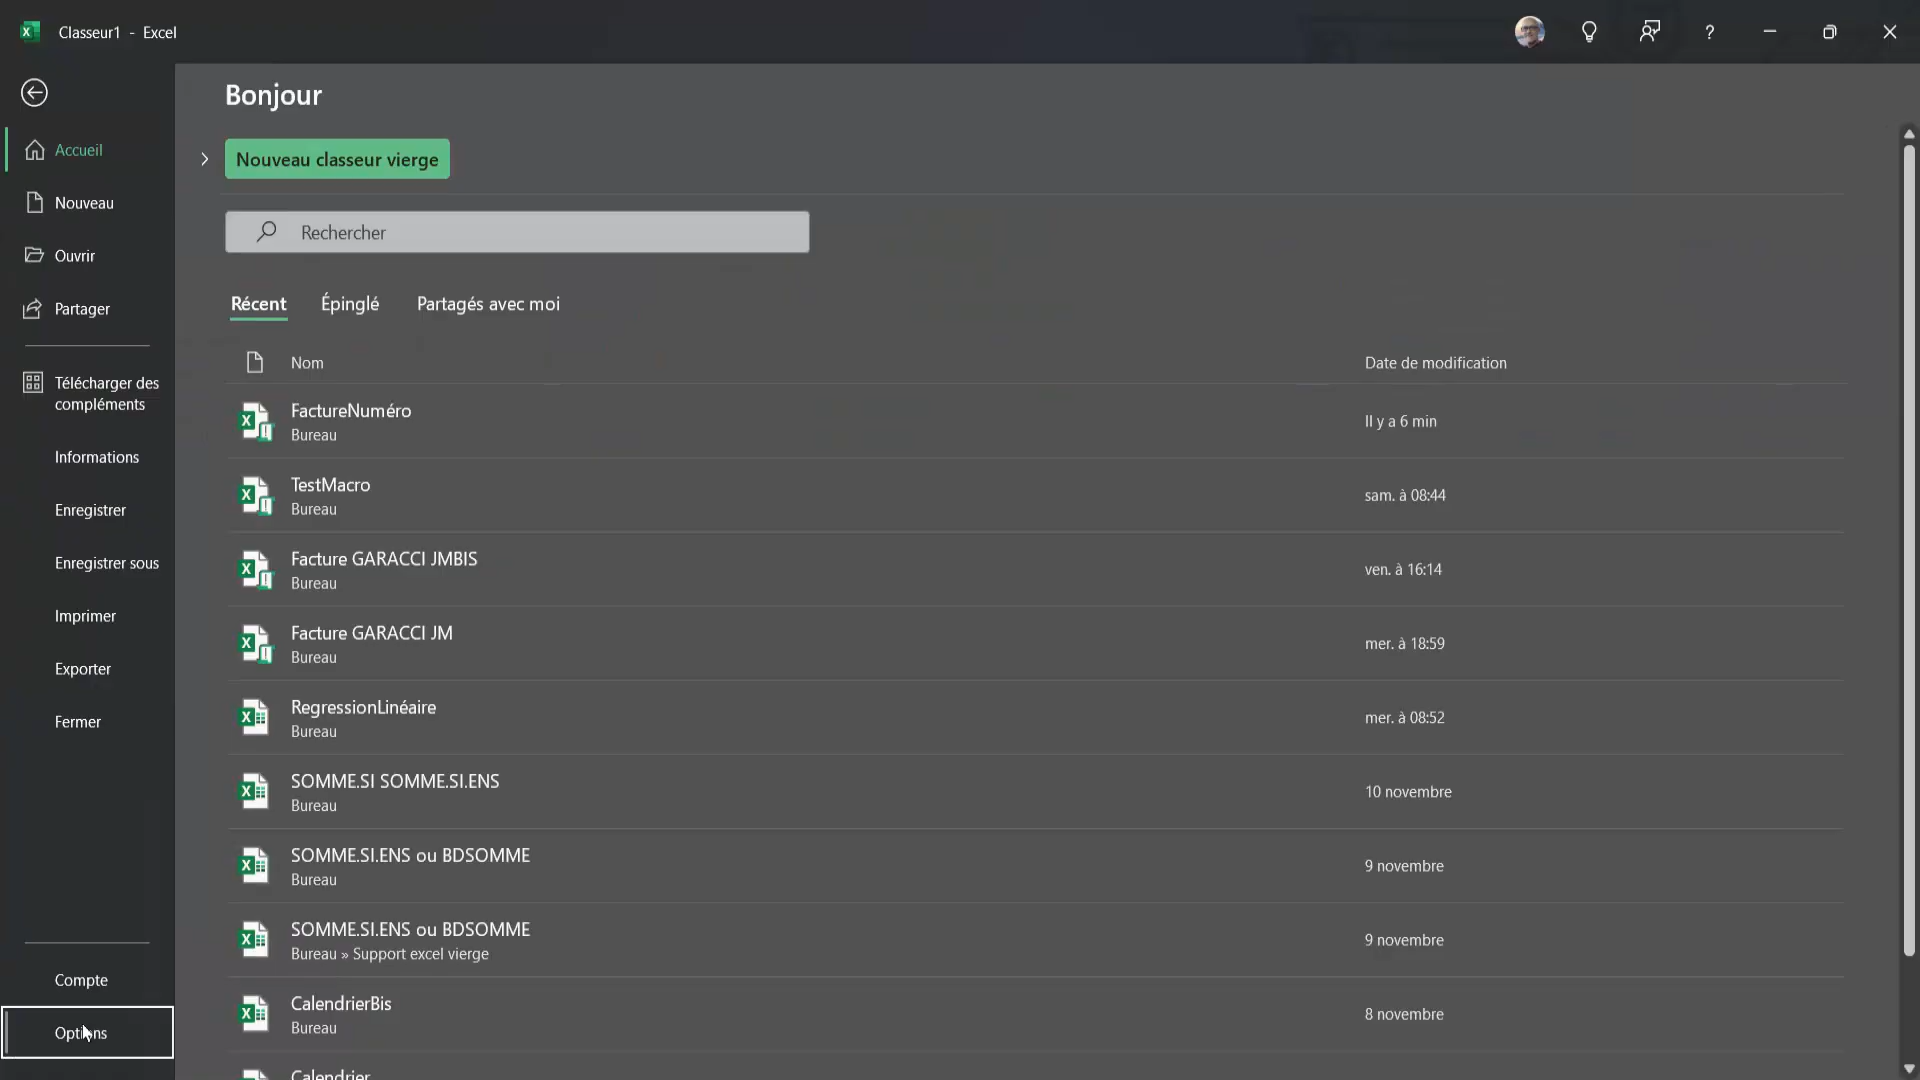 Classeur1 - Excel
?
Accueil
Nouveau
Ouvrir
Partager
Télécharger des
compléments
Informations
Enregistrer
Enregistrer sous
Imprimer
Exporter
Fermer
Compte
Options
Bonjour
Nouveau classeur vierge
Rechercher
Récent Épinglé Partagés avec moi
Nom Date de modification
FactureNuméro
Bureau
Il y a 6 min
TestMacro
Bureau
sam. à 08:44
Facture GARACCI JMBIS
Bureau
ven. à 16:14
Facture GARACCI JM
Bureau
mer. à 18:59
RegressionLinéaire
Bureau
mer. à 08:52
SOMME.SI SOMME.SI.ENS
Bureau
10 novembre
SOMME.SI.ENS ou BDSOMME
Bureau
9 novembre
SOMME.SI.ENS ou BDSOMME
Bureau » Support excel vierge
9 novembre
CalendrierBis
Bureau
8 novembre
Calendrier